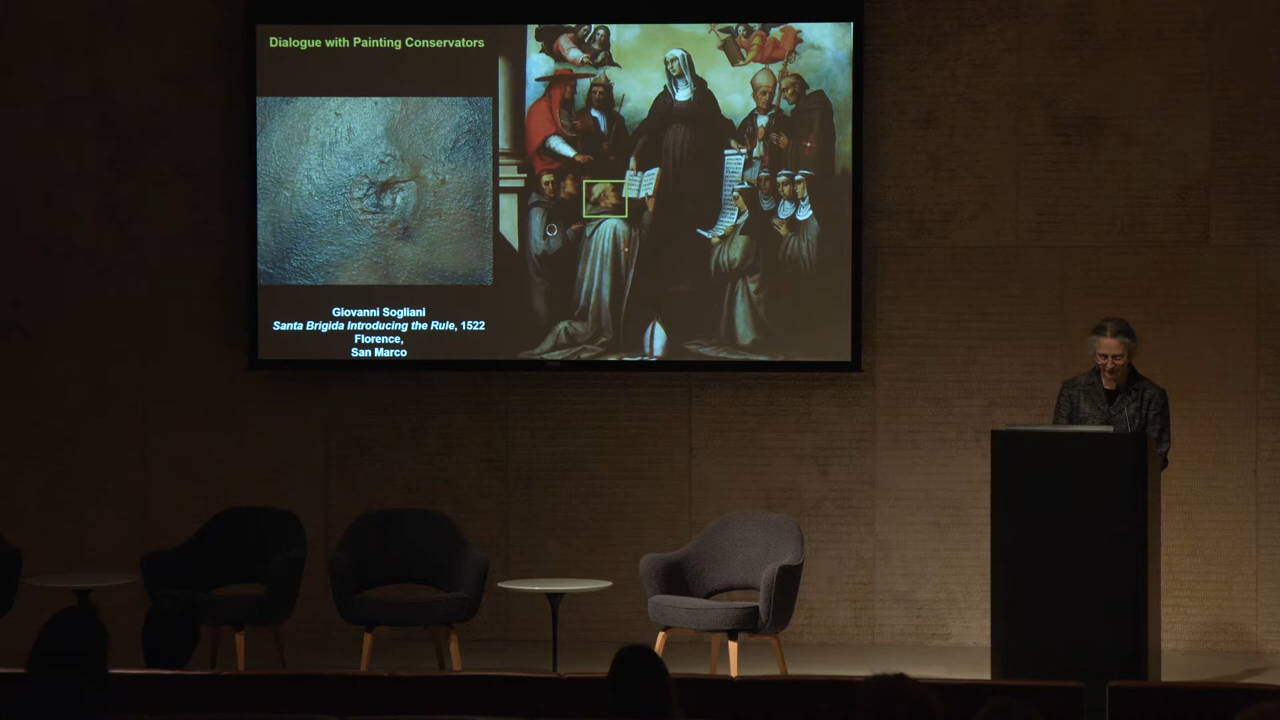 Dialogue with Painting Conservators
Giovanni Sogliani
Santa Brigida Introducing the Rule, 1522
Florence,
San Marco